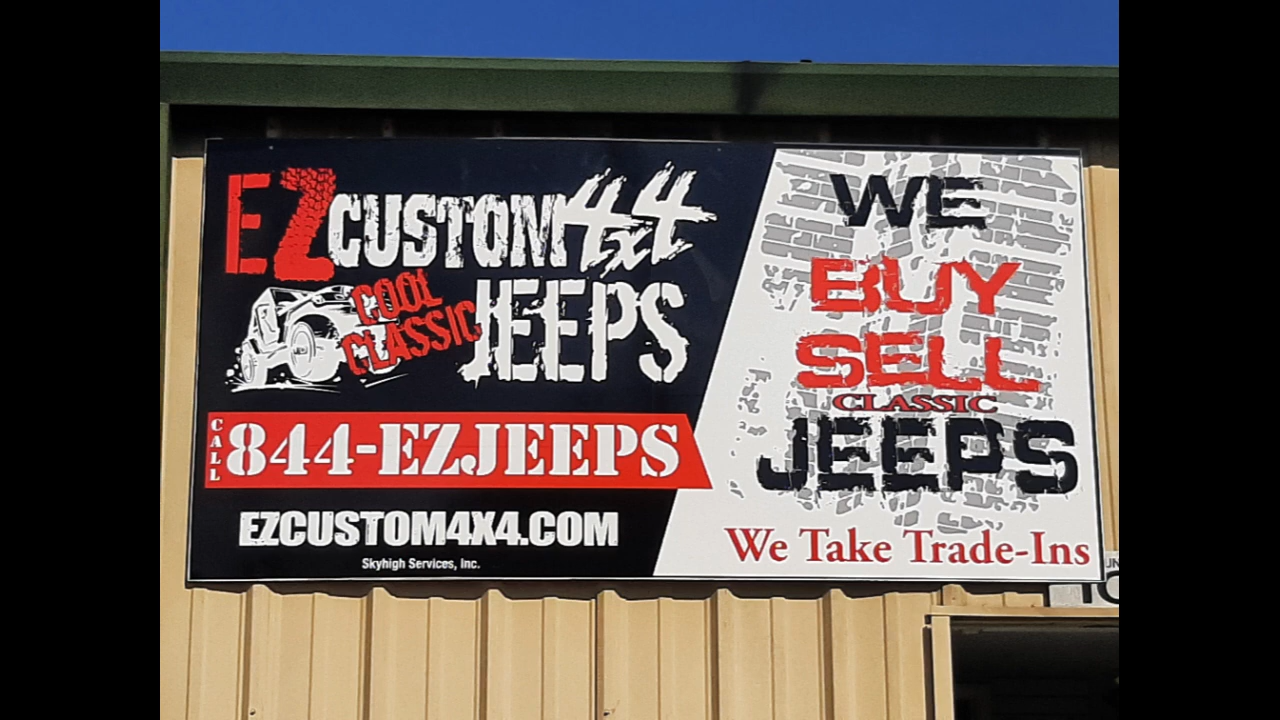 EZ CUSTOM 4x4
COOL
CLASSIC
JEEPS
CALL
844-EZJEEPS
EZCUSTOM4X4.COM
Skyhigh Services, Inc.
WE
BUY
SELL
CLASSIC
JEEPS
We Take Trade-Ins